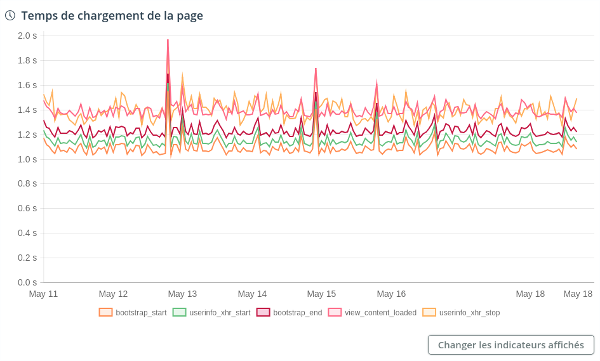 Temps de chargement de la page
2.0 s
1.8 s
1.6 s
1.4 s
1.2 s
1.0 s
0.8 s
0.6 s
0.4 s
0.2 s
0.0 s
May 11 May 12 May 13 May 14 May 15 May 16 May 18 May 18
bootstrap_start userinfo_xhr_start bootstrap_end view_content_loaded userinfo_xhr_stop
Changer les indicateurs affichés